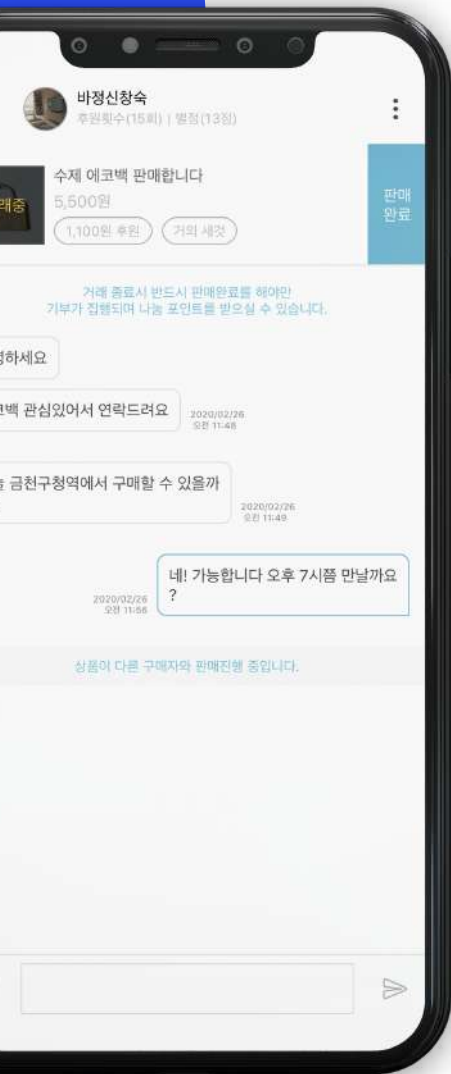 바정신창숙
후원횟수(15회) | 별점(13점)
수제 에코백 판매합니다
래중
5,500원
판매
완료
1,100원 후원
거의 새것
거래 종료시 반드시 판매완료를 해야만
기부가 집행되며 나눔 포인트를 받으실 수 있습니다.
하세요
백 관심있어서 연락드려요
2020/02/26
오전 11:48
금천구청역에서 구매할 수 있을까
2020/02/26
오전 11:49
네! 가능합니다 오후 7시쯤 만날까요
?
2020/02/26
오전 11:56
상품이 다른 구매자와 판매진행 중입니다.